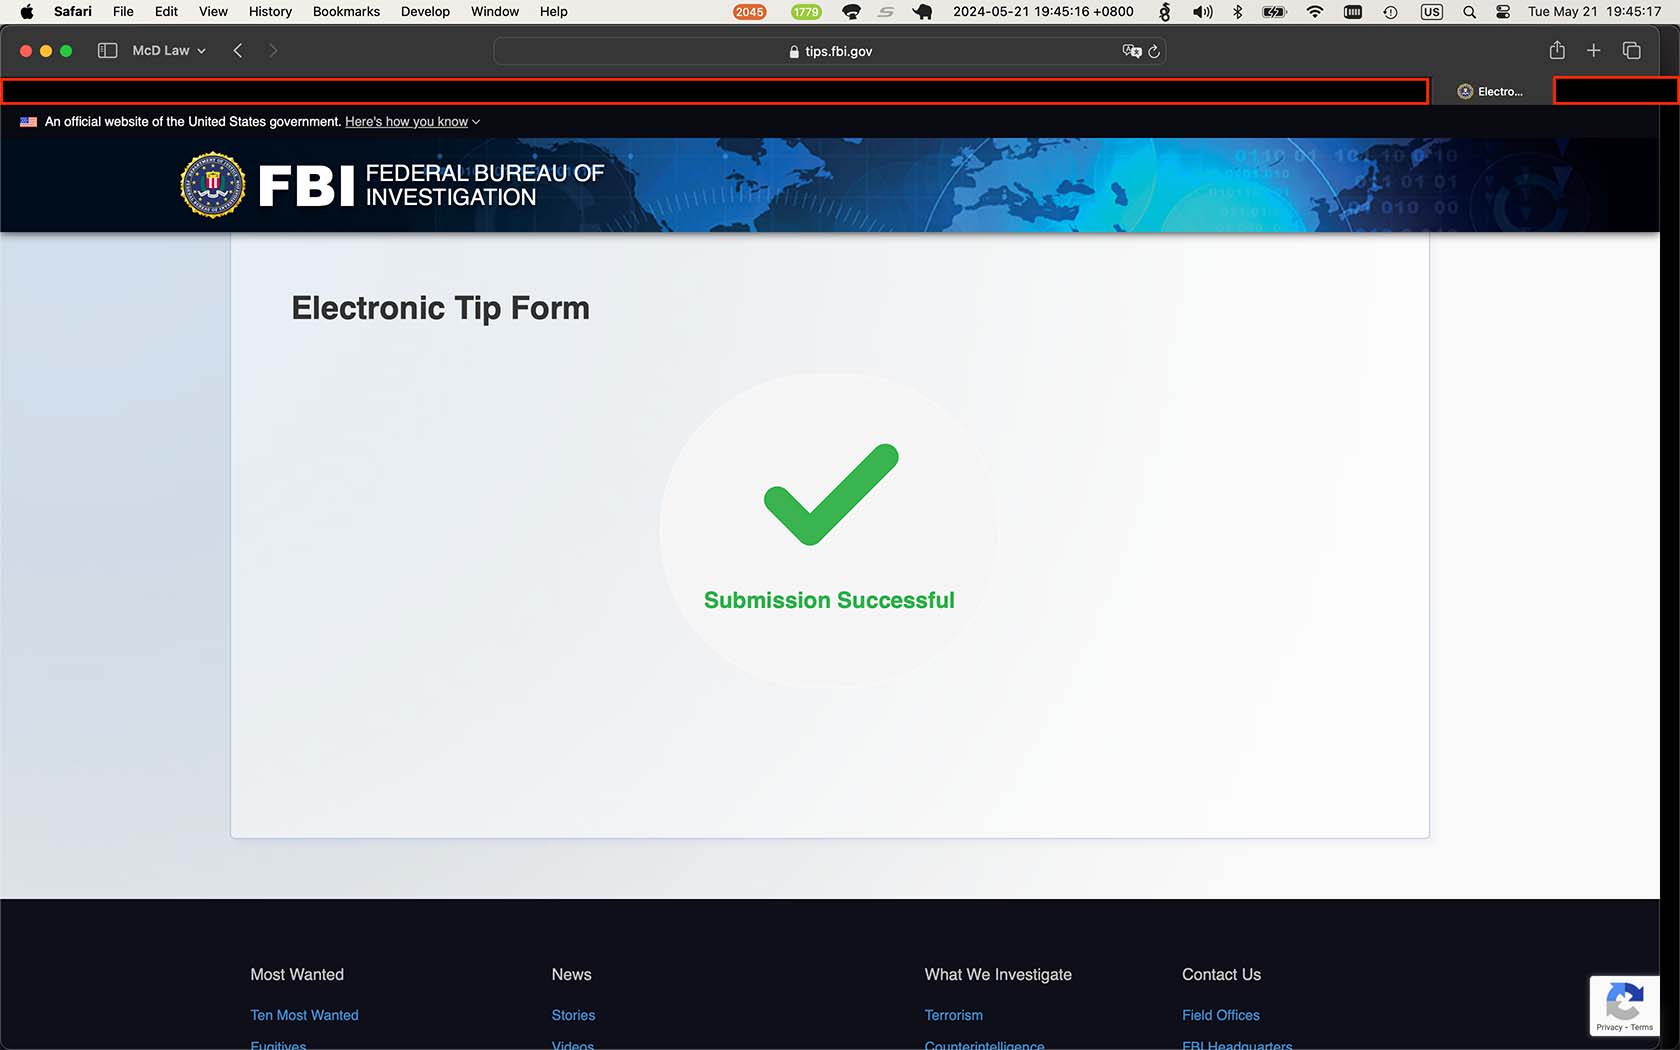 Safari File Edit View History Bookmarks Develop Window Help 2045 1779 2024-05-21 19:45:16 +0800 US Tue May 21 19:45:17
McD Law tips.fbi.gov
Electro...
An official website of the United States government. Here's how you know
FBI FEDERAL BUREAU OF
INVESTIGATION
Electronic Tip Form
Submission Successful
Most Wanted News What We Investigate Contact Us
Ten Most Wanted Stories Terrorism Field Offices
Fugitives Videos Counterintelligence FBI Headquarters
Privacy - Terms